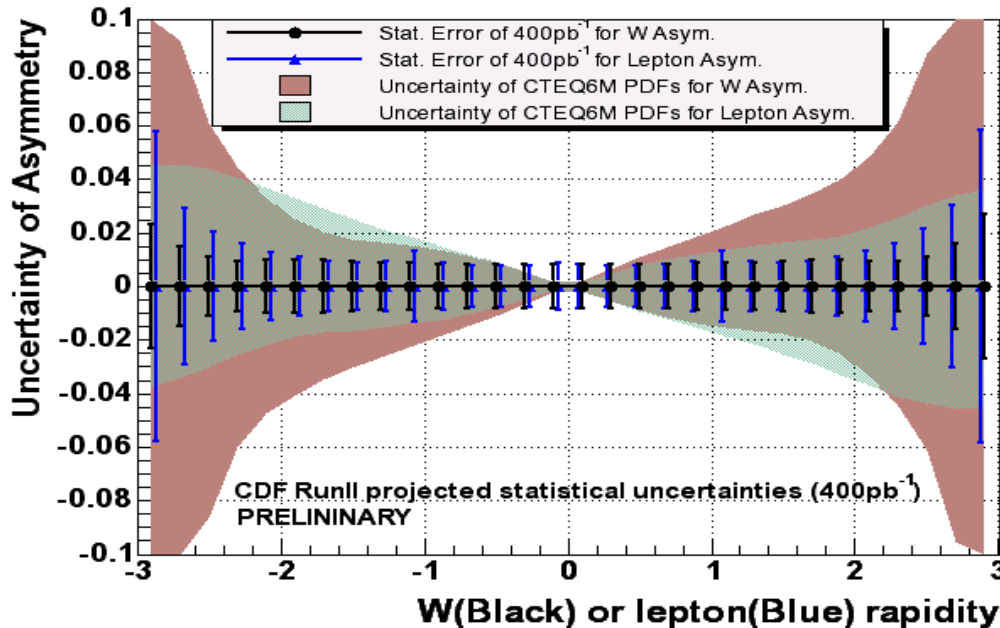 Uncertainty of Asymmetry
0.1
0.08
0.06
0.04
0.02
0
-0.02
-0.04
-0.06
-0.08
-0.1
Stat. Error of 400pb-1 for W Asym.
Stat. Error of 400pb-1 for Lepton Asym.
Uncertainty of CTEQ6M PDFs for W Asym.
Uncertainty of CTEQ6M PDFs for Lepton Asym.
CDF RunII projected statistical uncertainties (400pb-1)
PRELININARY
-3 -2 -1 0 1 2 3
W(Black) or lepton(Blue) rapidity